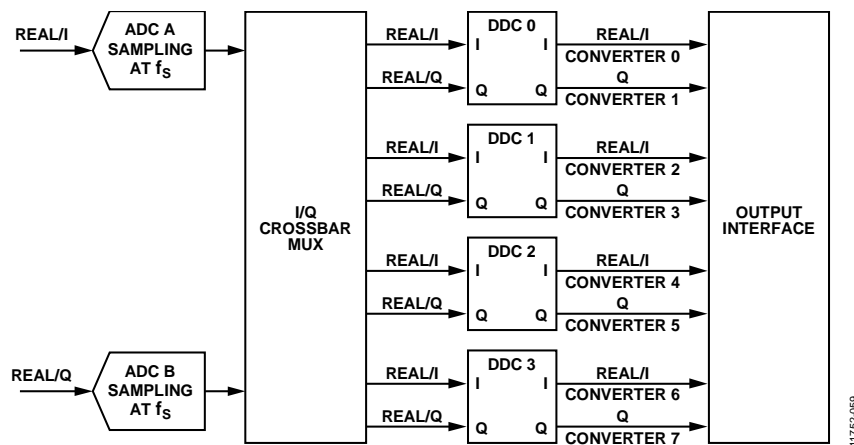 REAL/I
ADC A
SAMPLING
AT fS
REAL/Q
ADC B
SAMPLING
AT fS
I/Q
CROSSBAR
MUX
REAL/I
REAL/Q
DDC 0
I I
Q Q
REAL/I
CONVERTER 0
Q
CONVERTER 1
REAL/I
REAL/Q
DDC 1
I I
Q Q
REAL/I
CONVERTER 2
Q
CONVERTER 3
REAL/I
REAL/Q
DDC 2
I I
Q Q
REAL/I
CONVERTER 4
Q
CONVERTER 5
REAL/I
REAL/Q
DDC 3
I I
Q Q
REAL/I
CONVERTER 6
Q
CONVERTER 7
OUTPUT
INTERFACE
11752-059